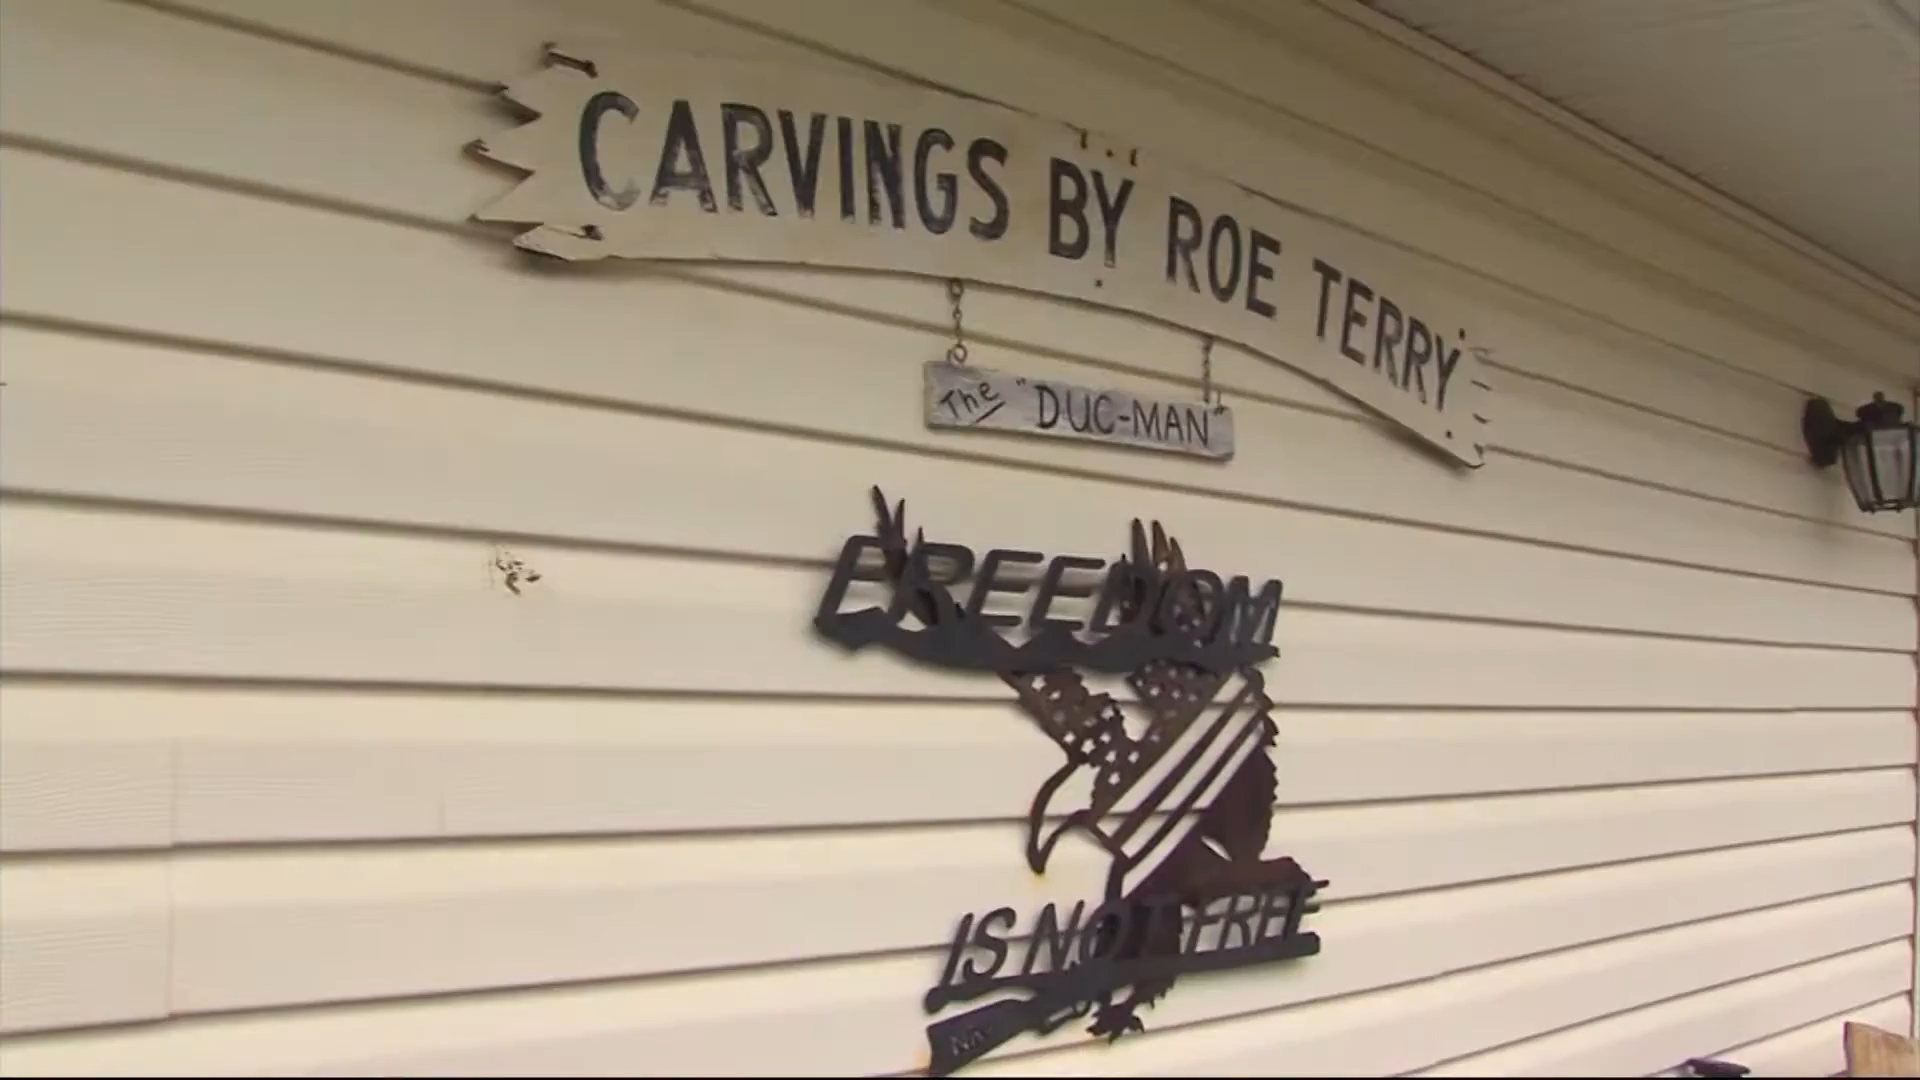 CARVINGS BY ROE TERRY
The "DUC-MAN"
FREEDOM
IS NOT FREE